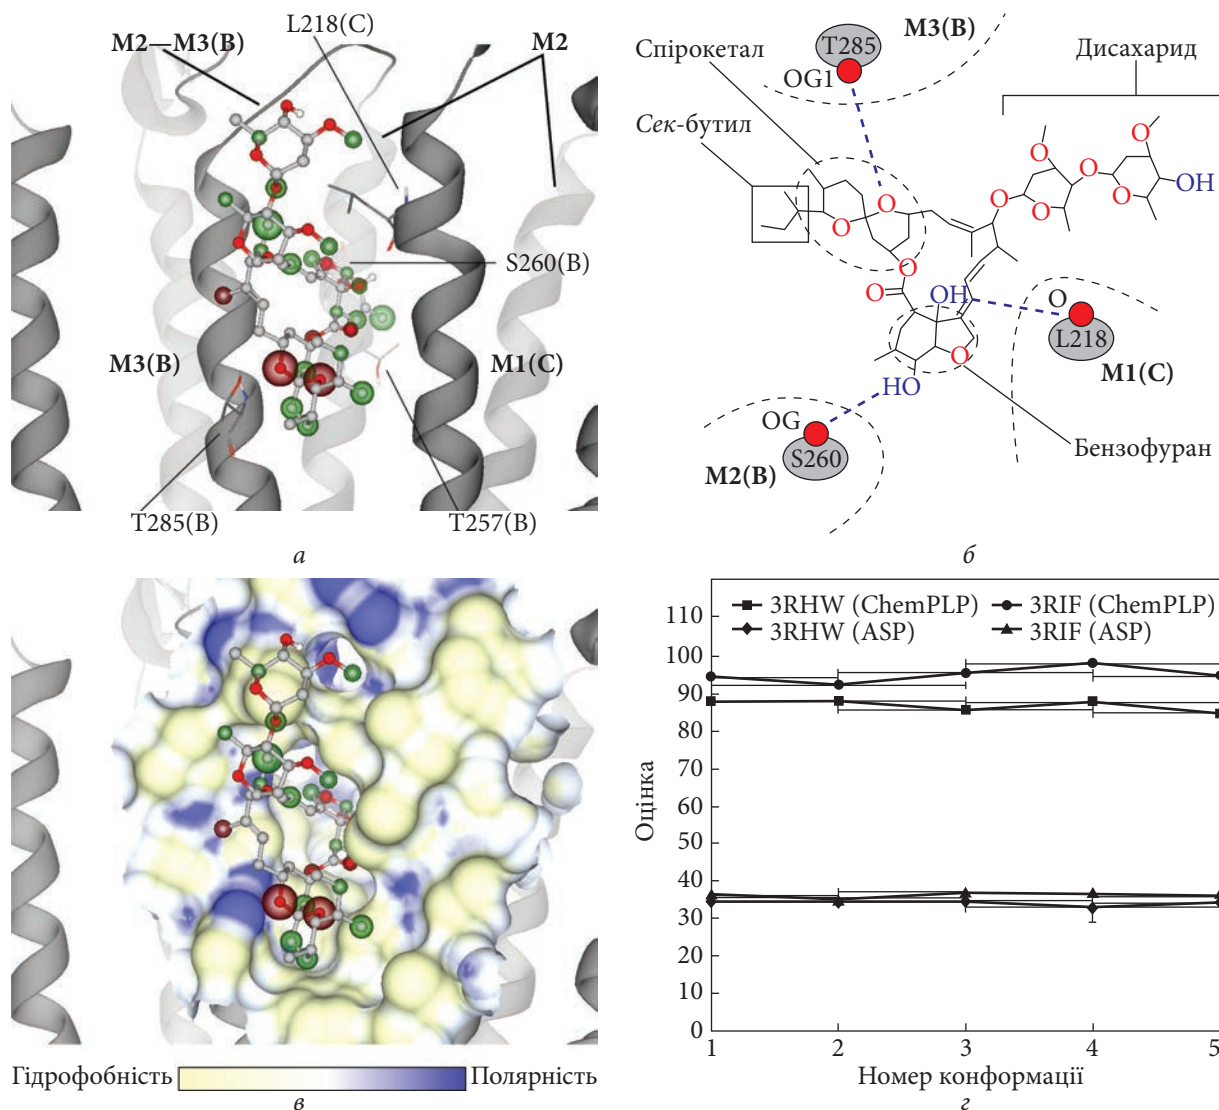 L218(C)
M2—M3(B)
M2
S260(B)
M3(B)
M1(C)
T285(B)
T257(B)
а
M3(B)
Спірокетал
T285
Дисахарид
OG1
Сек-бутил
O
O
O
O
O
OH
O
O
O
O
O
OH
O
L218
M1(C)
O
HO
OG
S260
M2(B)
Бензофуран
б
Гідрофобність
Полярність
в
3RHW (ChemPLP)
3RIF (ChemPLP)
3RHW (ASP)
3RIF (ASP)
110
100
90
80
70
60
50
40
30
20
10
0
Оцінка
1 2 3 4 5
Номер конформації
г